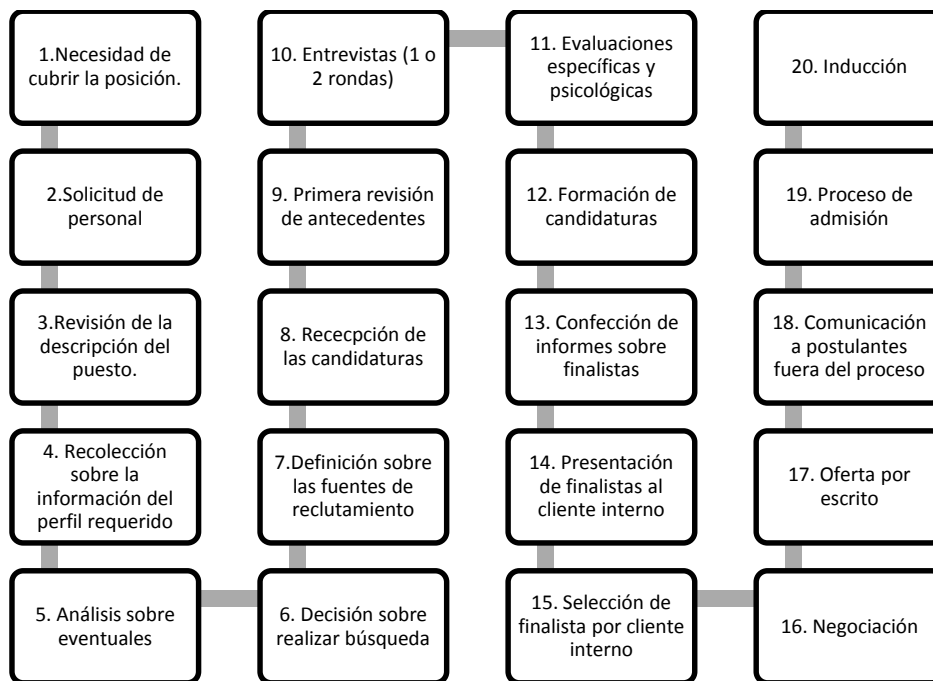 1.Necesidad de
cubrir la posición.
2.Solicitud de
personal
3.Revisión de la
descripción del
puesto.
4. Recolección
sobre la
información del
perfil requerido
5. Análisis sobre
eventuales
6. Decisión sobre
realizar búsqueda
7.Definición sobre
las fuentes de
reclutamiento
8. Rececpción de
las candidaturas
9. Primera revisión
de antecedentes
10. Entrevistas (1 o
2 rondas)
11. Evaluaciones
específicas y
psicológicas
12. Formación de
candidaturas
13. Confección de
informes sobre
finalistas
14. Presentación
de finalistas al
cliente interno
15. Selección de
finalista por cliente
interno
16. Negociación
17. Oferta por
escrito
18. Comunicación
a postulantes
fuera del proceso
19. Proceso de
admisión
20. Inducción